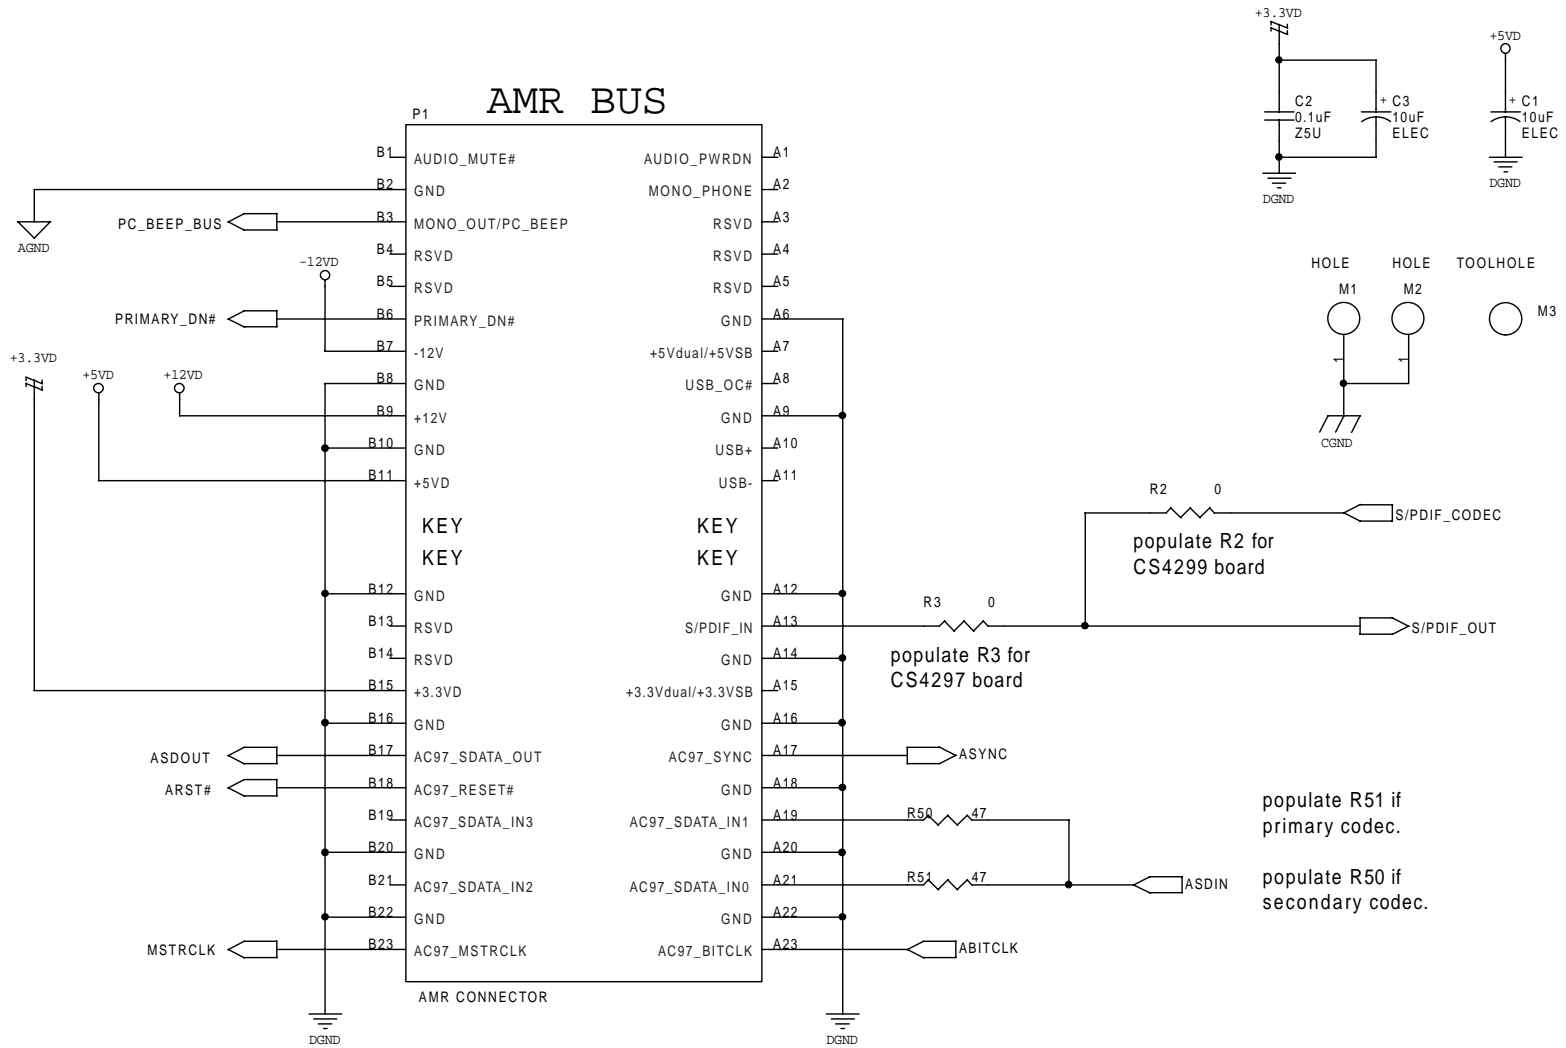 AMR BUS
P1
B1 AUDIO_MUTE# AUDIO_PWRDN A1
B2 GND MONO_PHONE A2
AGND
PC_BEEP_BUS B3 MONO_OUT/PC_BEEP RSVD A3
B4 RSVD RSVD A4
-12VD
B5 RSVD RSVD A5
PRIMARY_DN# B6 PRIMARY_DN# GND A6
B7 -12V +5Vdual/+5VSB A7
+3.3VD
+5VD
+12VD
B8 GND USB_OC# A8
B9 +12V GND A9
B10 GND USB+ A10
B11 +5VD USB- A11
KEY KEY
KEY KEY
B12 GND GND A12
B13 RSVD S/PDIF_IN A13
B14 RSVD GND A14
B15 +3.3VD +3.3Vdual/+3.3VSB A15
B16 GND GND A16
ASDOUT B17 AC97_SDATA_OUT AC97_SYNC A17 ASYNC
ARST# B18 AC97_RESET# GND A18
B19 AC97_SDATA_IN3 AC97_SDATA_IN1 A19 R50 47
B20 GND GND A20
B21 AC97_SDATA_IN2 AC97_SDATA_IN0 A21 R51 47 ASDIN
B22 GND GND A22
MSTRCLK B23 AC97_MSTRCLK AC97_BITCLK A23 ABITCLK
AMR CONNECTOR
DGND
DGND
+3.3VD
C2
0.1uF
Z5U
+ C3
10uF
ELEC
DGND
+5VD
+ C1
10uF
ELEC
DGND
HOLE HOLE TOOLHOLE
M1 M2 M3
1 1
CGND
R2 0
S/PDIF_CODEC
populate R2 for
CS4299 board
R3 0
S/PDIF_OUT
populate R3 for
CS4297 board
populate R51 if
primary codec.
populate R50 if
secondary codec.